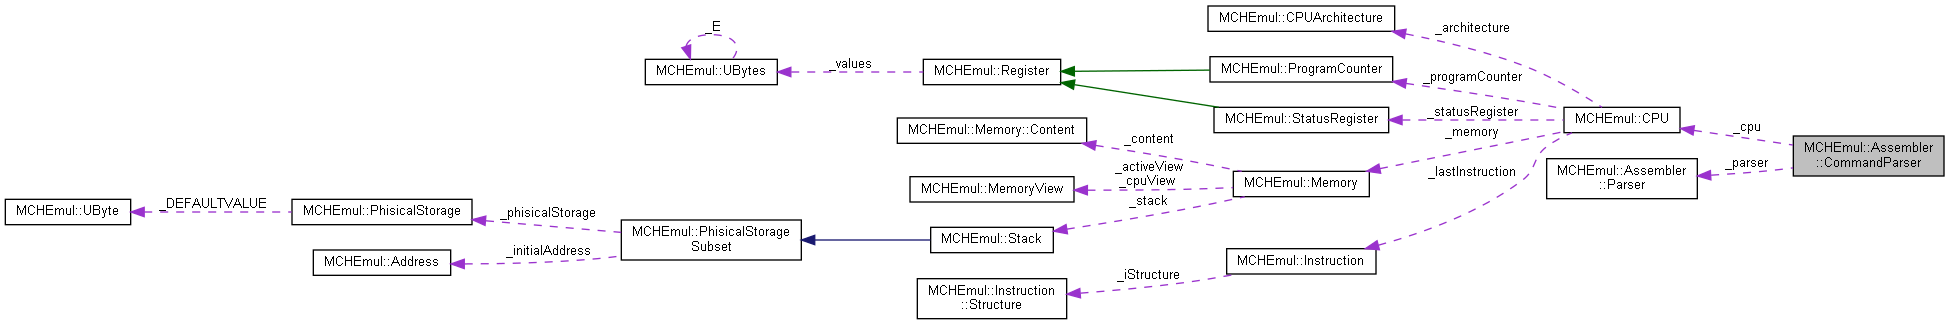 MCHEmul::CPUArchitecture
_E
_architecture
MCHEmul::UBytes
_values
MCHEmul::Register
MCHEmul::ProgramCounter
_programCounter
MCHEmul::StatusRegister
_statusRegister
MCHEmul::CPU
_cpu
MCHEmul::Memory::Content
_content
_memory
MCHEmul::Assembler
::CommandParser
_activeView
_cpuView
MCHEmul::MemoryView
MCHEmul::Memory
_lastInstruction
MCHEmul::Assembler
::Parser
_parser
_stack
MCHEmul::UByte
_DEFAULTVALUE
MCHEmul::PhisicalStorage
_phisicalStorage
MCHEmul::PhisicalStorage
Subset
MCHEmul::Stack
MCHEmul::Address
_initialAddress
MCHEmul::Instruction
_iStructure
MCHEmul::Instruction
::Structure